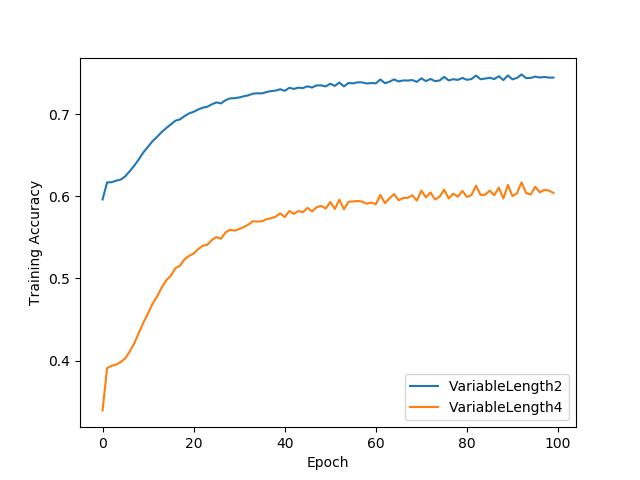 0.7
0.6
0.5
0.4
Training Accuracy
VariableLength2
VariableLength4
0 20 40 60 80 100
Epoch